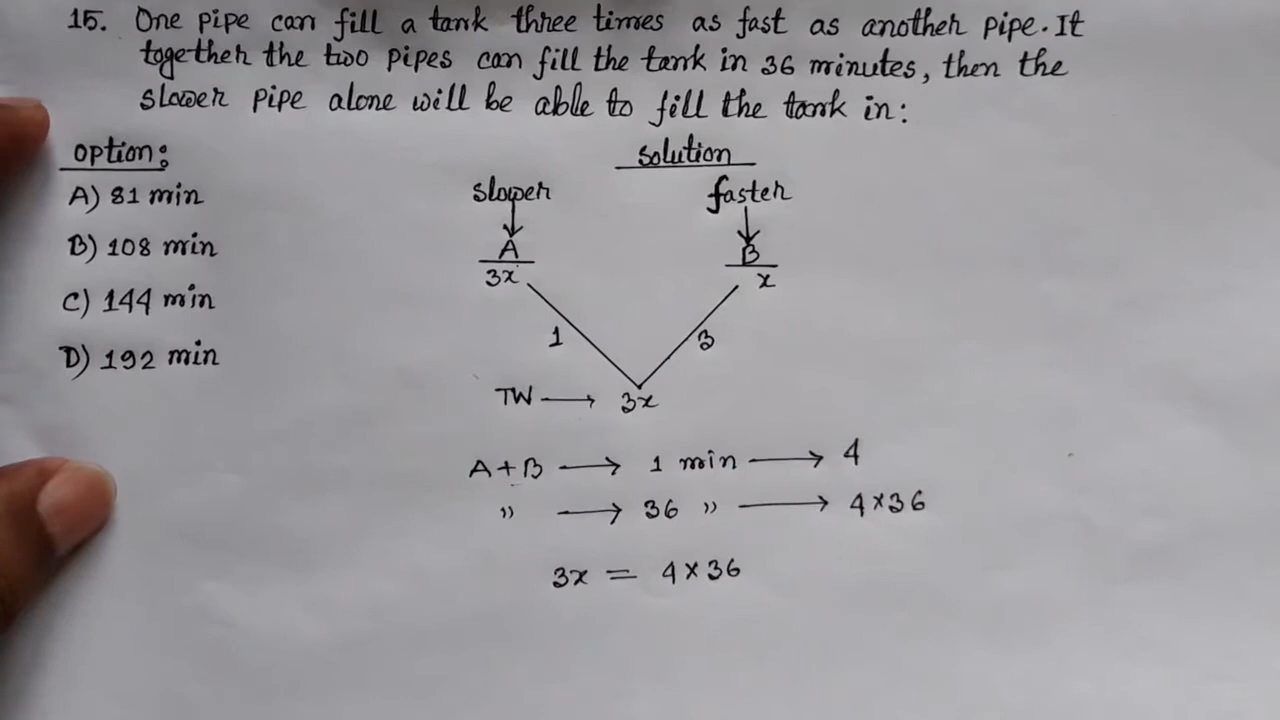 15. One pipe can fill a tank three times as fast as another pipe. It
together the two pipes can fill the tank in 36 minutes, then the
slower pipe alone will be able to fill the tank in:
option:
A) 81 min
B) 108 min
C) 144 min
D) 192 min
solution
slower faster
A B
3x x
1 3
TW → 3x
A+B → 1 min → 4
" → 36 " → 4×36
3x = 4×36